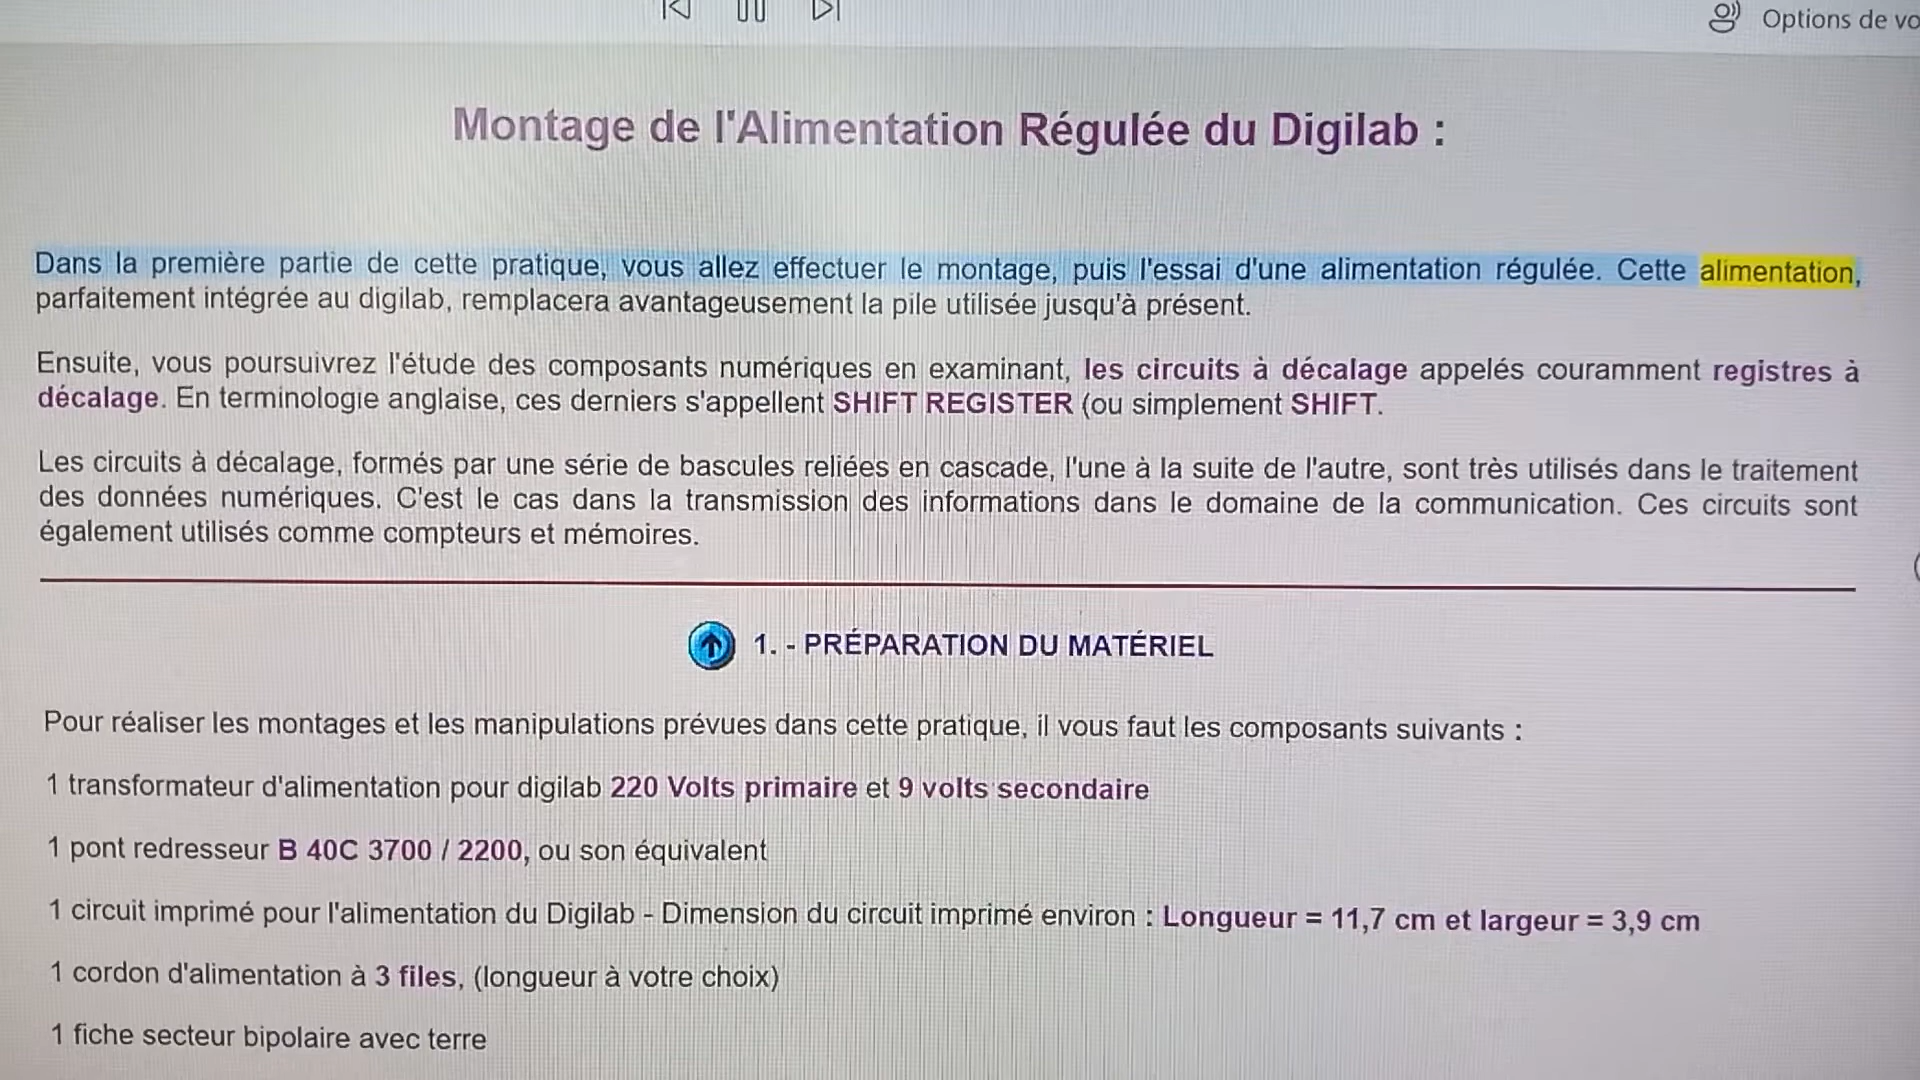 Options de vo
Montage de l'Alimentation Régulée du Digilab :
Dans la première partie de cette pratique, vous allez effectuer le montage, puis l'essai d'une alimentation régulée. Cette alimentation,
parfaitement intégrée au digilab, remplacera avantageusement la pile utilisée jusqu'à présent.
Ensuite, vous poursuivrez l'étude des composants numériques en examinant, les circuits à décalage appelés couramment registres à
décalage. En terminologie anglaise, ces derniers s'appellent SHIFT REGISTER (ou simplement SHIFT.
Les circuits à décalage, formés par une série de bascules reliées en cascade, l'une à la suite de l'autre, sont très utilisés dans le traitement
des données numériques. C'est le cas dans la transmission des informations dans le domaine de la communication. Ces circuits sont
également utilisés comme compteurs et mémoires.
1. - PRÉPARATION DU MATÉRIEL
Pour réaliser les montages et les manipulations prévues dans cette pratique, il vous faut les composants suivants :
1 transformateur d'alimentation pour digilab 220 Volts primaire et 9 volts secondaire
1 pont redresseur B 40C 3700 / 2200, ou son équivalent
1 circuit imprimé pour l'alimentation du Digilab - Dimension du circuit imprimé environ : Longueur = 11,7 cm et largeur = 3,9 cm
1 cordon d'alimentation à 3 files, (longueur à votre choix)
1 fiche secteur bipolaire avec terre